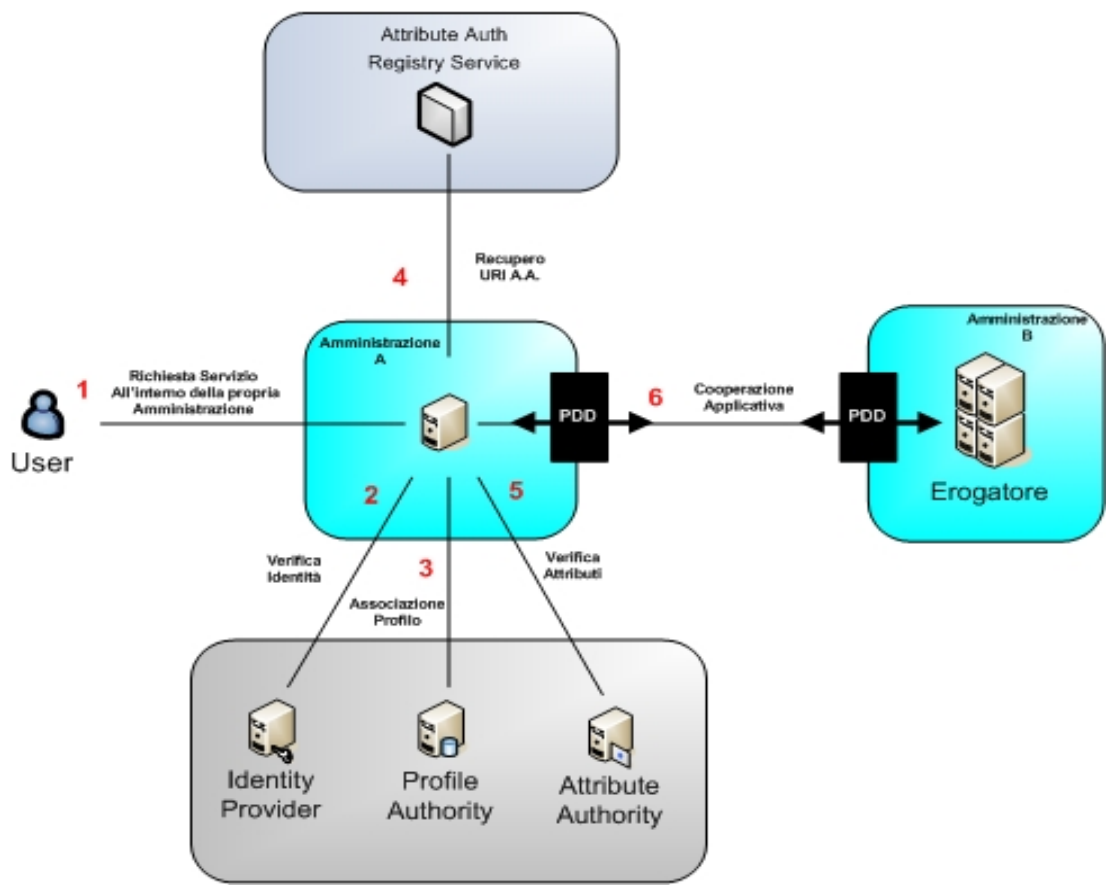 Attribute Auth
Registry Service
4
Recupero
URI A.A.
Amministrazione
A
Amministrazione
B
1
Richiesta Servizio
All'interno della propria
Amministrazione
User
PDD
6
Cooperazione
Applicativa
PDD
Erogatore
2
5
Verifica
Identità
3
Associazione
Profilo
Verifica
Attributi
Identity
Provider
Profile
Authority
Attribute
Authority